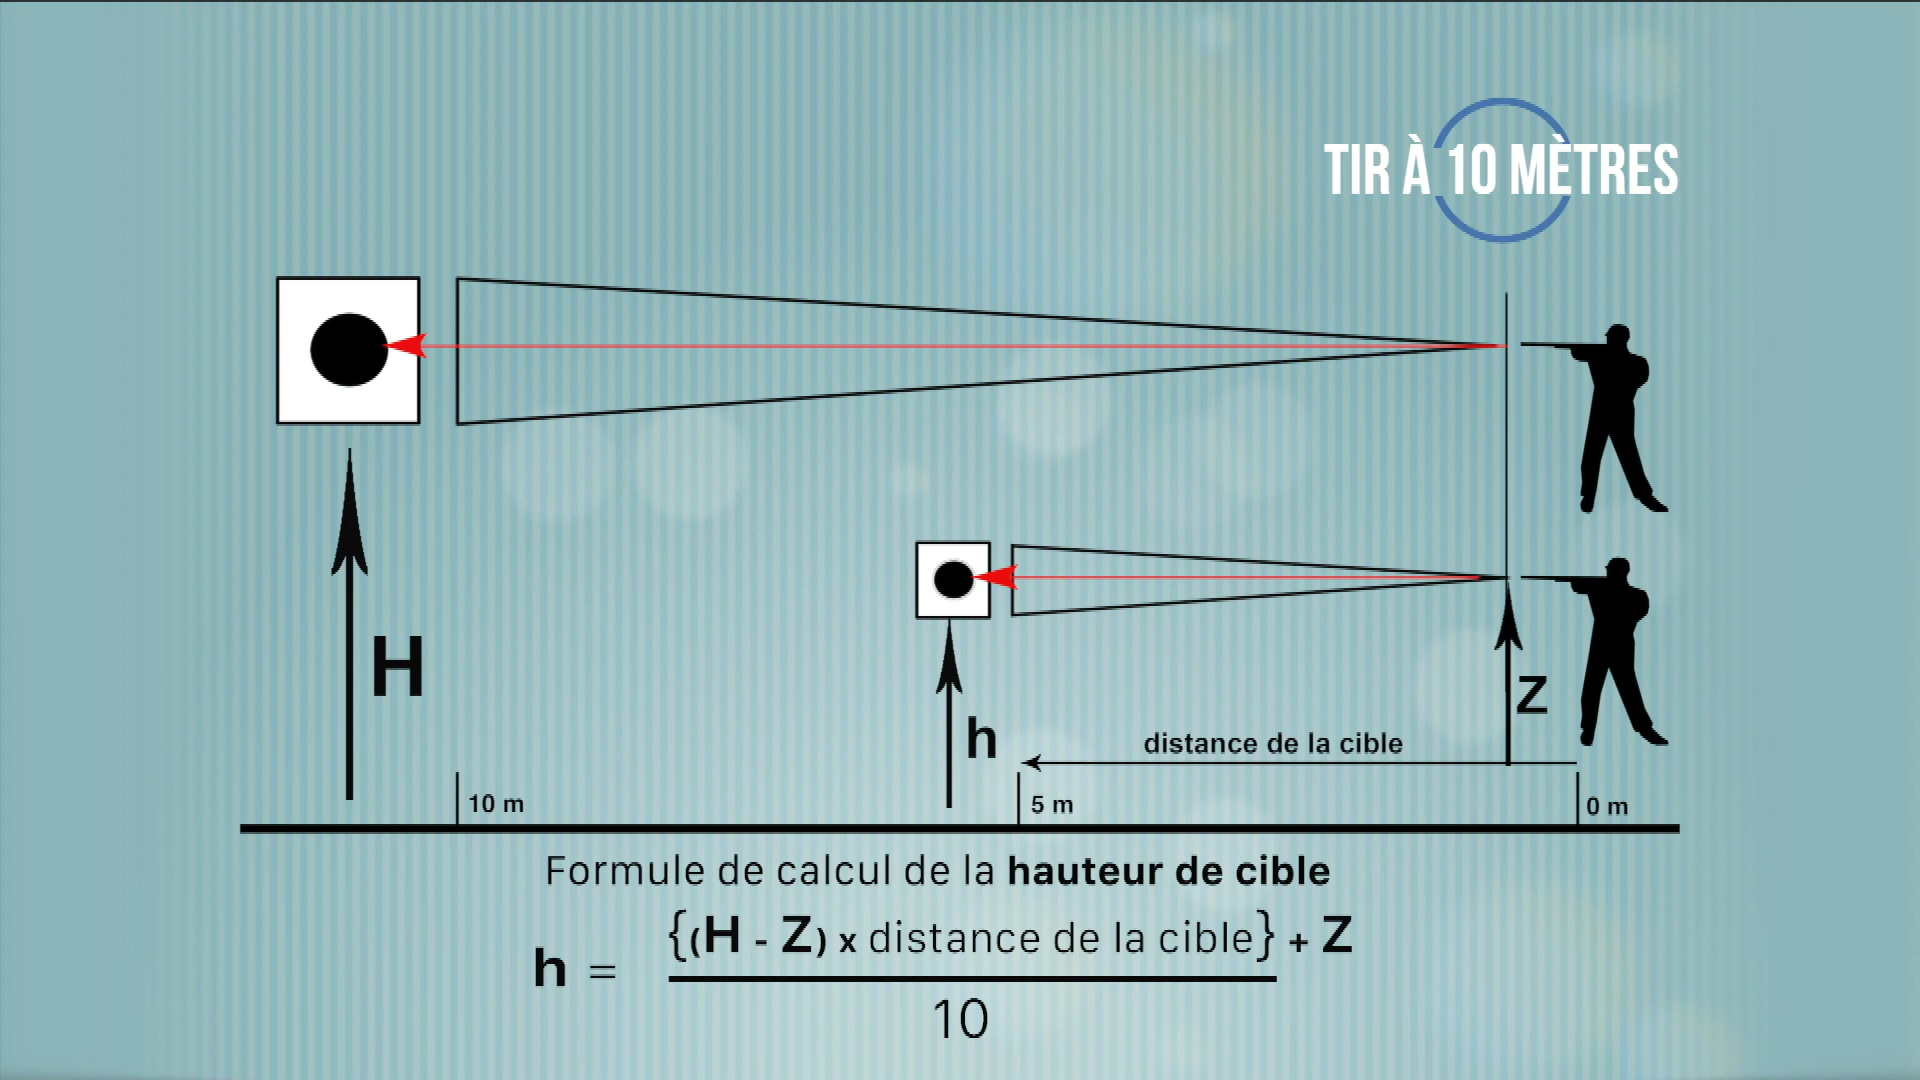 TIR À 10 MÈTRES
H
h
Z
distance de la cible
10 m
5 m
0 m
Formule de calcul de la hauteur de cible
{(H - Z) x distance de la cible} + Z
h =
10